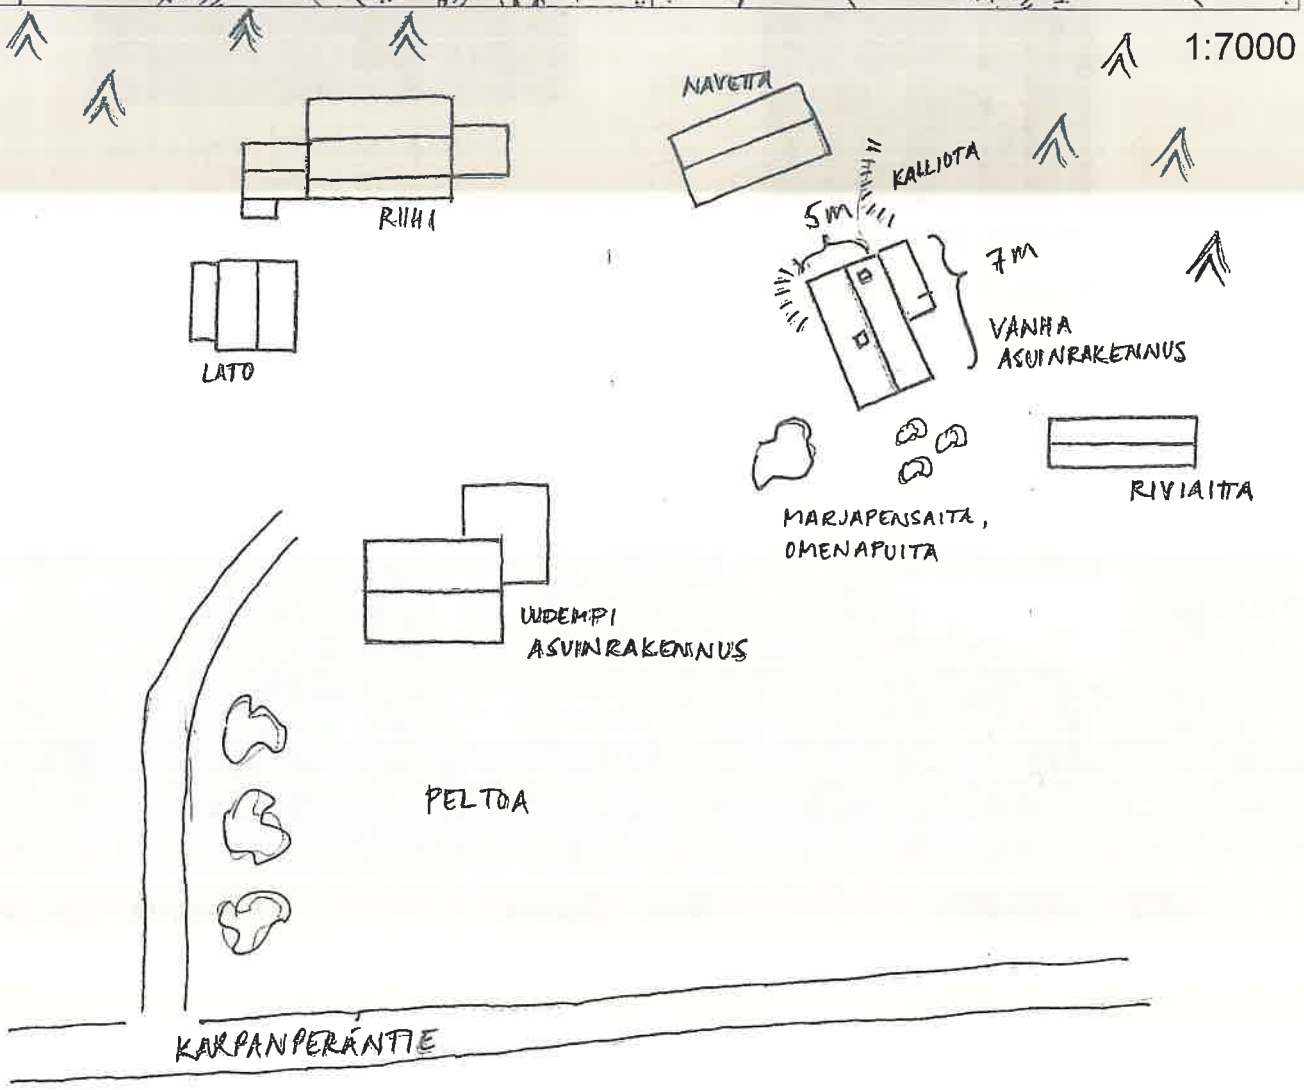 1:7000
NAVETTA
KALLIOTA
5m
RIIHI
7m
VANHA
ASUINRAKENNUS
LATO
RIVIAITTA
MARJAPENSAITA,
OMENAPUITA
UUDEMPI
ASUINRAKENNUS
PELTOA
KARPANPERÄNTIE